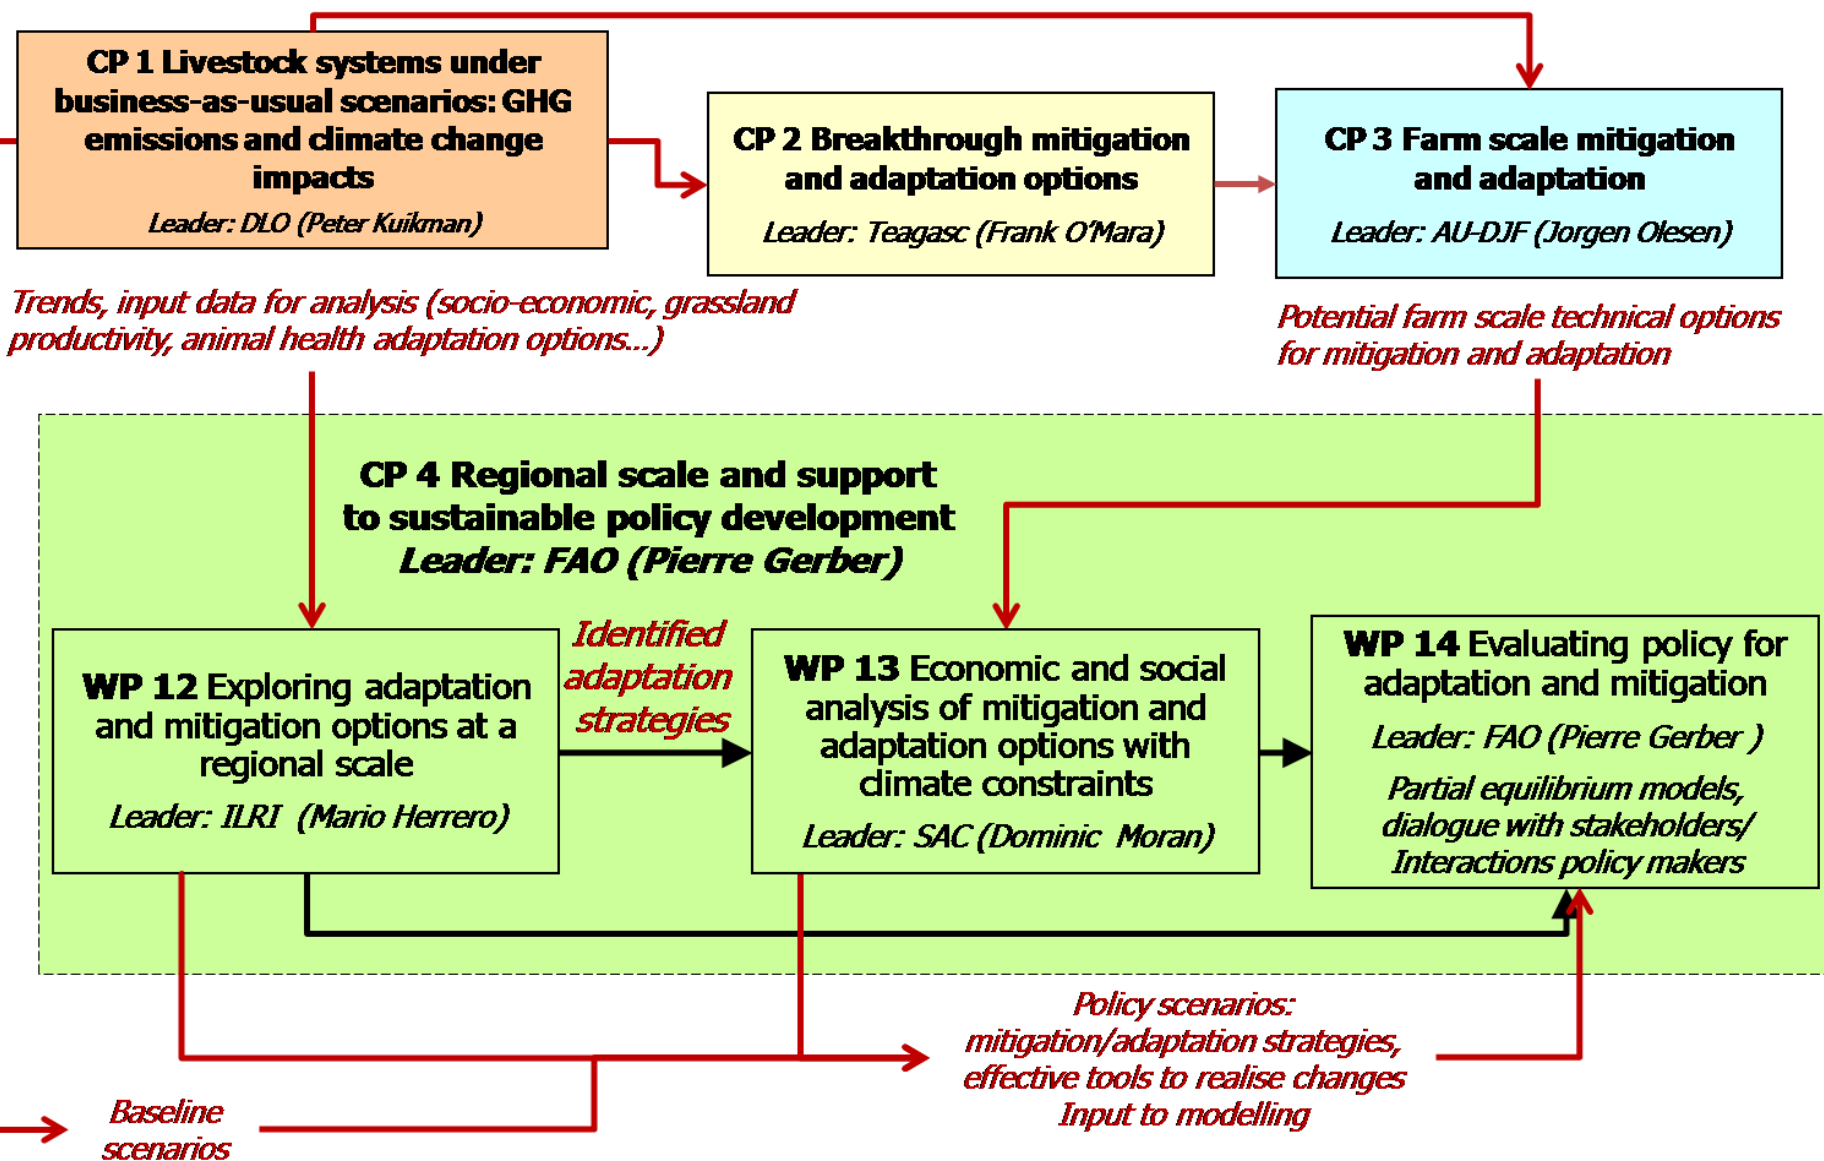 CP 1 Livestock systems under
business-as-usual scenarios: GHG
emissions and climate change
impacts
Leader: DLO (Peter Kuikman)
CP 2 Breakthrough mitigation
and adaptation options
Leader: Teagasc (Frank O'Mara)
CP 3 Farm scale mitigation
and adaptation
Leader: AU-DJF (Jorgen Olesen)
Trends, input data for analysis (socio-economic, grassland
productivity, animal health adaptation options...)
Potential farm scale technical options
for mitigation and adaptation
CP 4 Regional scale and support
to sustainable policy development
Leader: FAO (Pierre Gerber)
WP 12 Exploring adaptation
and mitigation options at a
regional scale
Leader: ILRI (Mario Herrero)
Identified
adaptation
strategies
WP 13 Economic and social
analysis of mitigation and
adaptation options with
climate constraints
Leader: SAC (Dominic Moran)
WP 14 Evaluating policy for
adaptation and mitigation
Leader: FAO (Pierre Gerber )
Partial equilibrium models,
dialogue with stakeholders/
Interactions policy makers
Policy scenarios:
mitigation/adaptation strategies,
effective tools to realise changes
Input to modelling
Baseline
scenarios